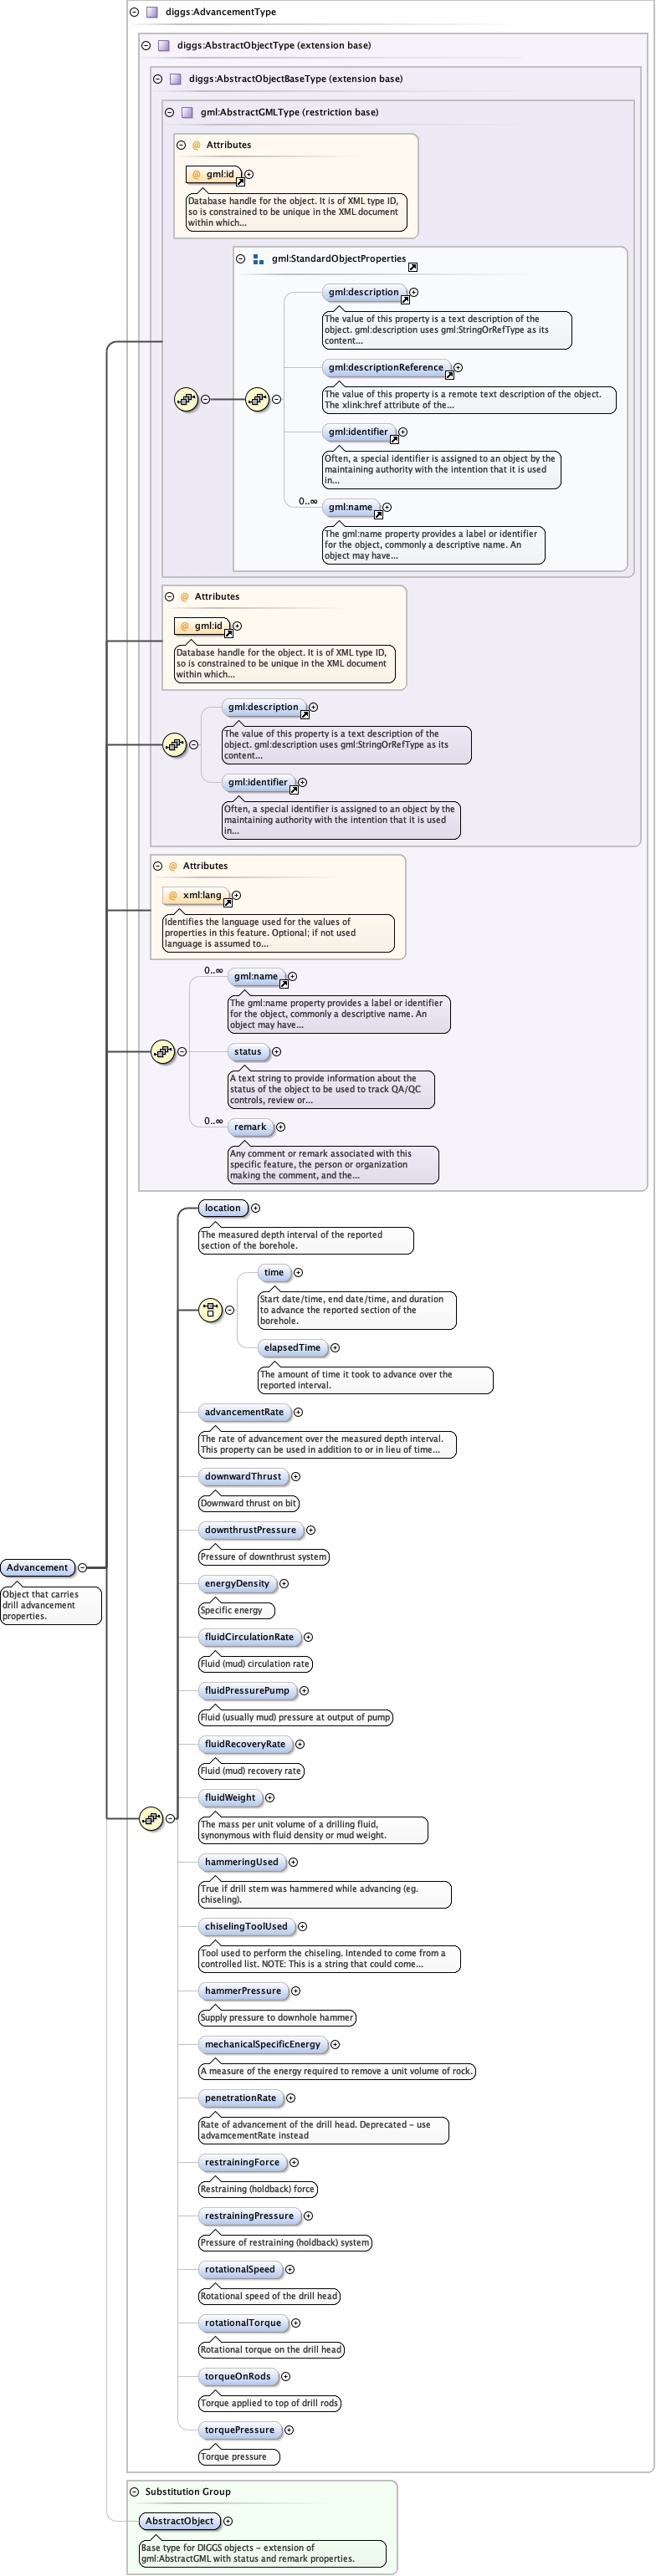 diggs:AdvancementType
diggs:AbstractObjectType (extension base)
diggs:AbstractObjectBaseType (extension base)
gml:AbstractGMLType (restriction base)
@ Attributes
@ gml:id
Database handle for the object. It is of XML type ID,
so is constrained to be unique in the XML document
within which...
gml:StandardObjectProperties
gml:description
The value of this property is a text description of the
object. gml:description uses gml:StringOrRefType as its
content...
gml:descriptionReference
The value of this property is a remote text description of the object.
The xlink:href attribute of the...
gml:identifier
Often, a special identifier is assigned to an object by the
maintaining authority with the intention that it is used
in...
0..∞
gml:name
The gml:name property provides a label or identifier
for the object, commonly a descriptive name. An
object may have...
@ Attributes
@ gml:id
Database handle for the object. It is of XML type ID,
so is constrained to be unique in the XML document
within which...
gml:description
The value of this property is a text description of the
object. gml:description uses gml:StringOrRefType as its
content...
gml:identifier
Often, a special identifier is assigned to an object by the
maintaining authority with the intention that it is used
in...
@ Attributes
@ xml:lang
Identifies the language used for the values of
properties in this feature. Optional; if not used
language is assumed to...
0..∞
gml:name
The gml:name property provides a label or identifier
for the object, commonly a descriptive name. An
object may have...
status
A text string to provide information about the
status of the object to be used to track QA/QC
controls, review or...
0..∞
remark
Any comment or remark associated with this
specific feature, the person or organization
making the comment, and the...
location
The measured depth interval of the reported
section of the borehole.
time
Start date/time, end date/time, and duration
to advance the reported section of the
borehole.
elapsedTime
The amount of time it took to advance over the
reported interval.
advancementRate
The rate of advancement over the measured depth interval.
This property can be used in addition to or in lieu of time...
downwardThrust
Downward thrust on bit
downthrustPressure
Pressure of downthrust system
Advancement
Object that carries
drill advancement
properties.
energyDensity
Specific energy
fluidCirculationRate
Fluid (mud) circulation rate
fluidPressurePump
Fluid (usually mud) pressure at output of pump
fluidRecoveryRate
Fluid (mud) recovery rate
fluidWeight
The mass per unit volume of a drilling fluid,
synonymous with fluid density or mud weight.
hammeringUsed
True if drill stem was hammered while advancing (eg.
chiseling).
chiselingToolUsed
Tool used to perform the chiseling. Intended to come from a
controlled list. NOTE: This is a string that could come...
hammerPressure
Supply pressure to downhole hammer
mechanicalSpecificEnergy
A measure of the energy required to remove a unit volume of rock.
penetrationRate
Rate of advancement of the drill head. Deprecated - use
advamcementRate instead
restrainingForce
Restraining (holdback) force
restrainingPressure
Pressure of restraining (holdback) system
rotationalSpeed
Rotational speed of the drill head
rotationalTorque
Rotational torque on the drill head
torqueOnRods
Torque applied to top of drill rods
torquePressure
Torque pressure
Substitution Group
AbstractObject
Base type for DIGGS objects - extension of
gml:AbstractGML with status and remark properties.